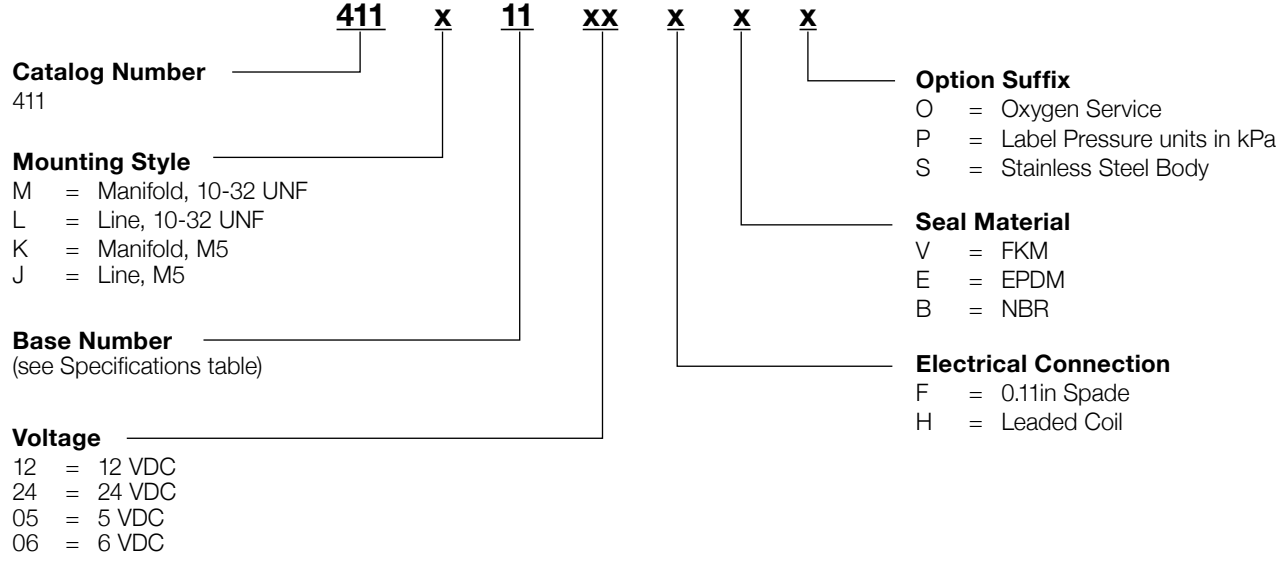 411 x 11 xx x x x
Catalog Number
411
Mounting Style
M = Manifold, 10-32 UNF
L = Line, 10-32 UNF
K = Manifold, M5
J = Line, M5
Base Number
(see Specifications table)
Voltage
12 = 12 VDC
24 = 24 VDC
05 = 5 VDC
06 = 6 VDC
Option Suffix
O = Oxygen Service
P = Label Pressure units in kPa
S = Stainless Steel Body
Seal Material
V = FKM
E = EPDM
B = NBR
Electrical Connection
F = 0.11in Spade
H = Leaded Coil